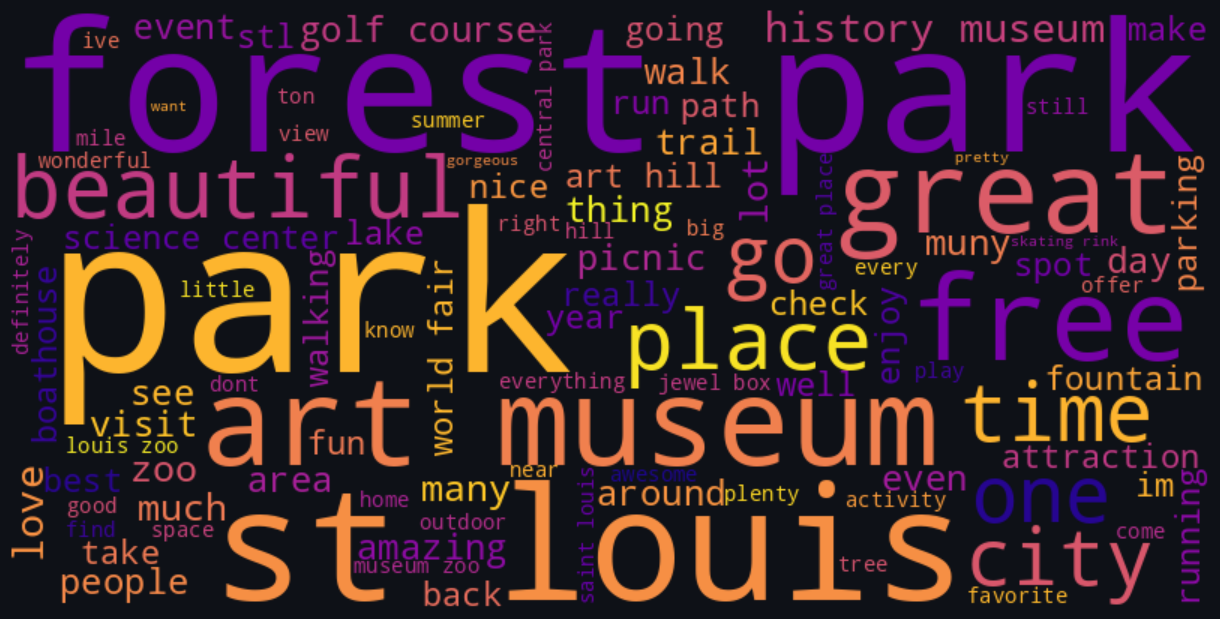 forest park
ive
event
stl
golf course
central park
going
history museum
make
walk
want
ton
summer
run
path
still
mile
view
trail
wonderful
beautiful
gorgeous
nice
art hill
go
lot
great place
pretty
great
parking
thing
right
hill
big
muny
skating rink
definitely
science center
lake
park
picnic
every
spot
day
offer
boathouse
little
walking
know
world fair
really
year
place
check
enjoy
free
play
see
dont
everything
jewel box
well
fountain
visit
louis zoo
art museum
fun
time
attraction
love
best
zoo
area
near
awesome
even
one
im
running
good
much
home
many
saint louis
around
plenty
activity
find
space
st louis
outdoor
take
amazing
museum zoo
tree
city
come
people
back
favorite